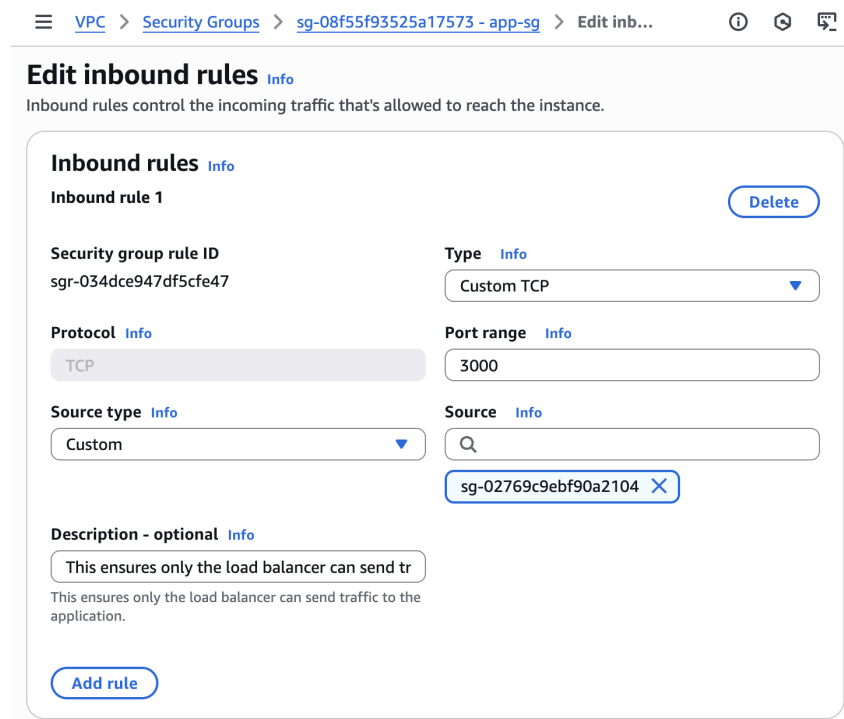 VPC > Security Groups > sg-08f55f93525a17573 - app-sg > Edit inb...
Edit inbound rules Info
Inbound rules control the incoming traffic that's allowed to reach the instance.
Inbound rules Info
Inbound rule 1
Delete
Security group rule ID
sgr-034dce947df5cfe47
Type Info
Custom TCP
Protocol Info
TCP
Port range Info
3000
Source type Info
Custom
Source Info
sg-02769c9ebf90a2104
Description - optional Info
This ensures only the load balancer can send tr
This ensures only the load balancer can send traffic to the
application.
Add rule